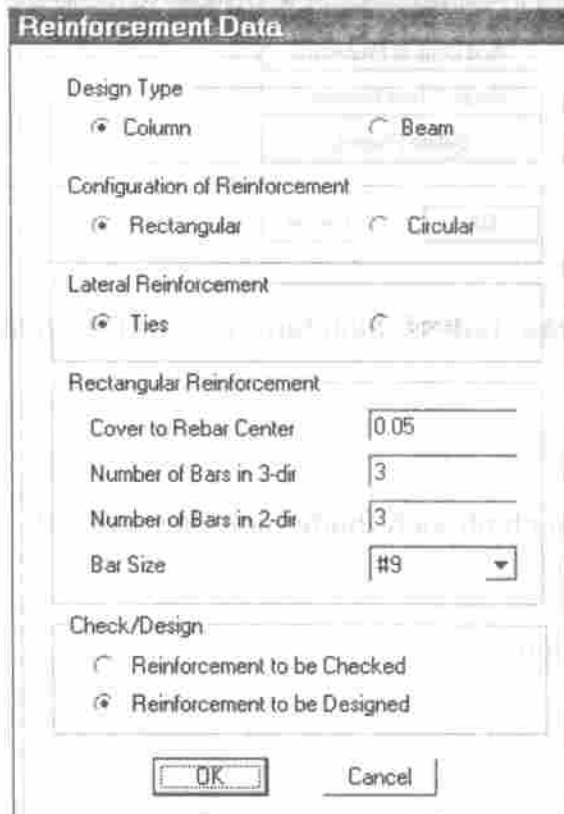 Reinforcement Data
Design Type
Column Beam
Configuration of Reinforcement
Rectangular Circular
Lateral Reinforcement
Ties
Rectangular Reinforcement
Cover to Rebar Center 0.05
Number of Bars in 3-dir 3
Number of Bars in 2-dir 3
Bar Size #9
Check/Design
Reinforcement to be Checked
Reinforcement to be Designed
OK Cancel